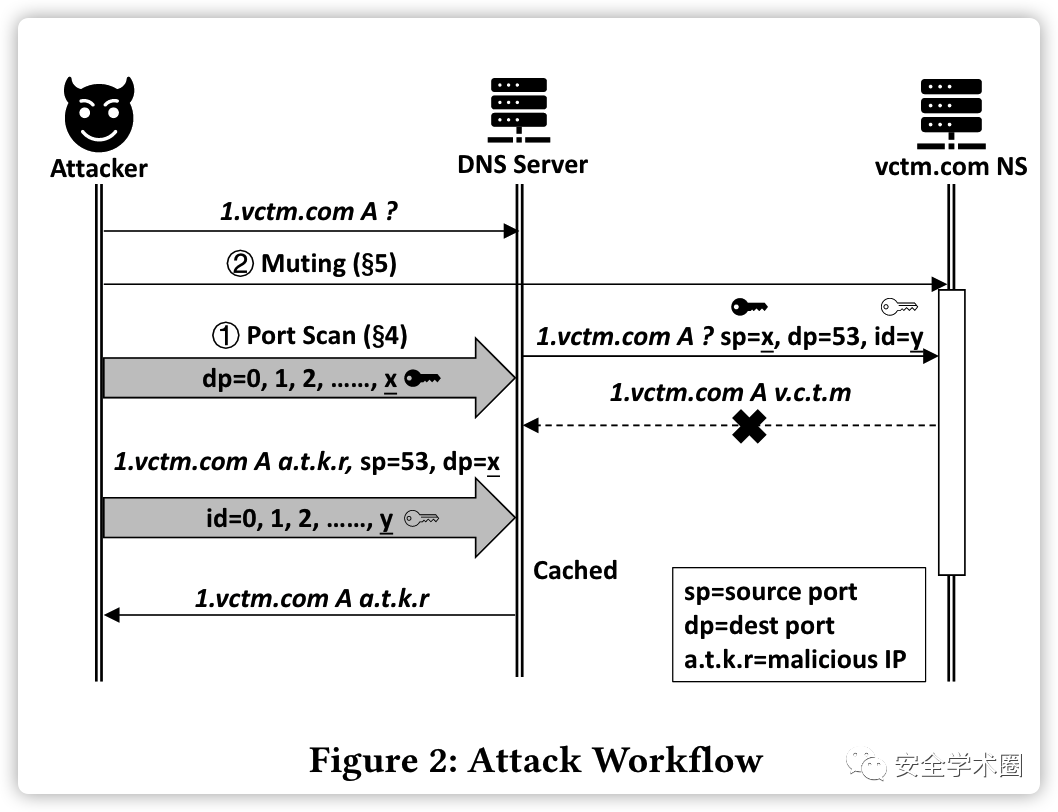 Attacker
DNS Server
vctm.com NS
1.vctm.com A ?
② Muting (§5)
① Port Scan (§4)
1.vctm.com A ? sp=x, dp=53, id=y
dp=0, 1, 2, ……, x
1.vctm.com A v.c.t.m
1.vctm.com A a.t.k.r, sp=53, dp=x
id=0, 1, 2, ……, y
Cached
1.vctm.com A a.t.k.r
sp=source port
dp=dest port
a.t.k.r=malicious IP
Figure 2: Attack Workflow
安全学术圈